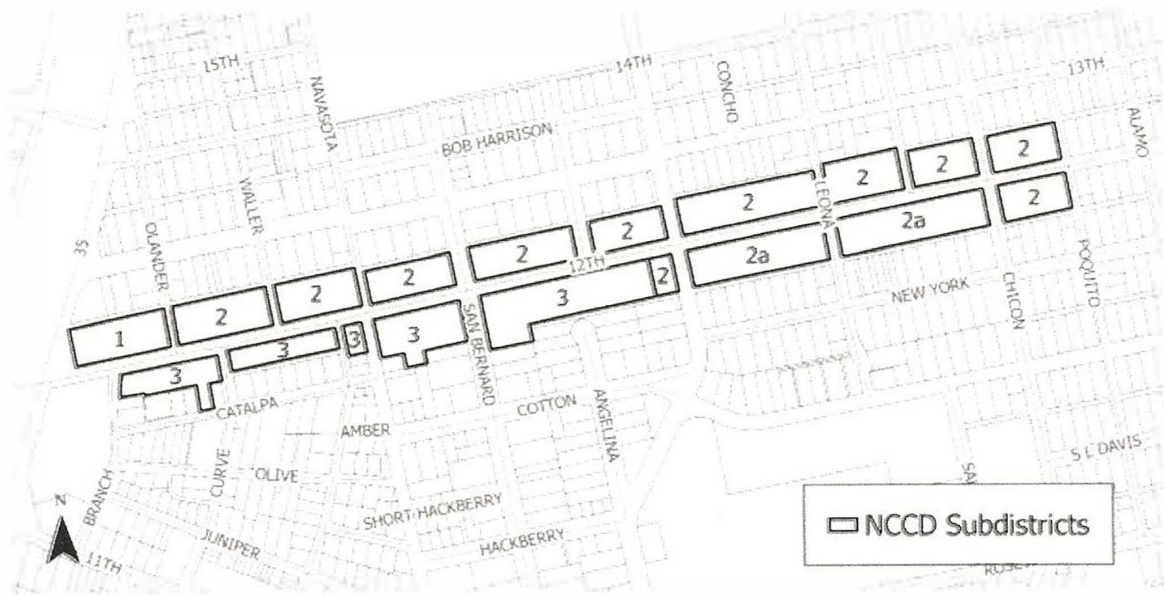 15TH
14TH
13TH
NAVASOTA
CONCHO
ALAMO
BOB HARRISON
WALLER
OLANDER
35
LEONA
2
2
2
2
2
2
2
2
2
1
12TH
2a
2a
2
2
3
3
3
3
3
SAN BERNARD
NEW YORK
CHICON
POQUITO
CATALPA
COTTON
ANGELINA
AMBER
CURVE
OLIVE
BRANCH
SHORT HACKBERRY
HACKBERRY
JUNIPER
11TH
S L DAVIS
N
NCCD Subdistricts